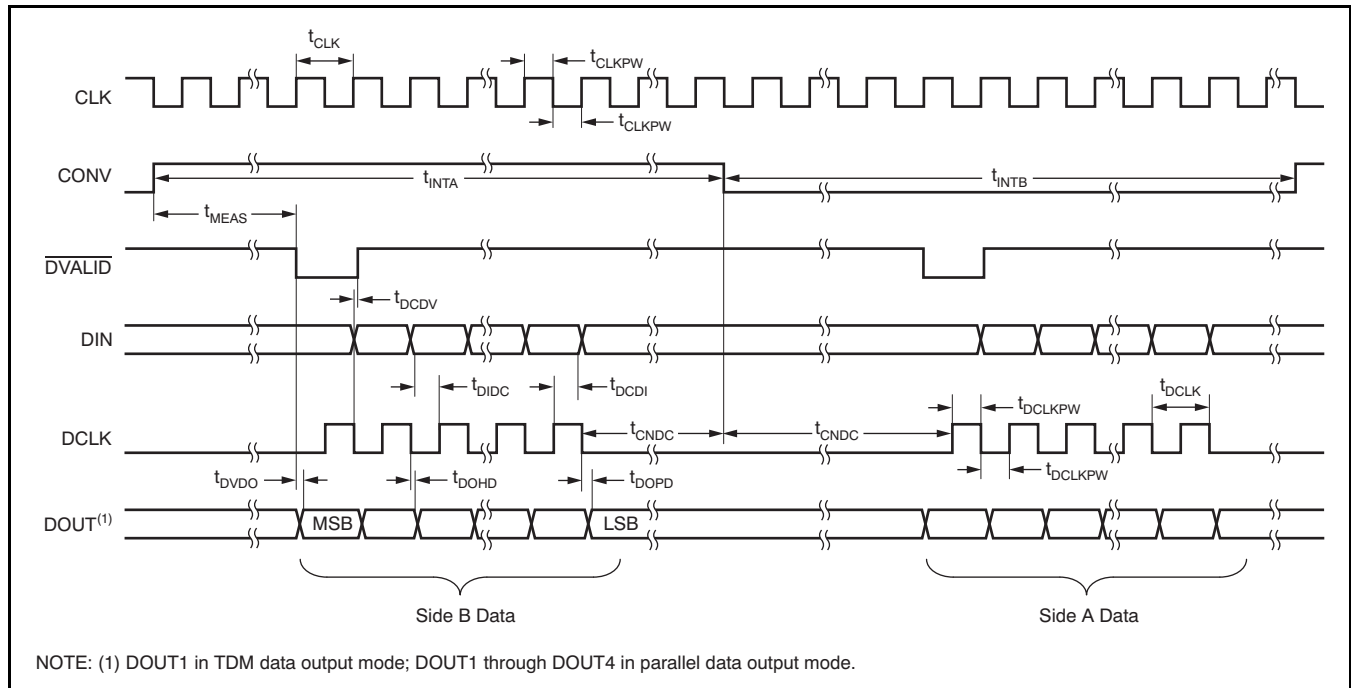 tCLK
tCLKPW
CLK
tCLKPW
CONV
tINTA
tINTB
tMEAS
DVALID
tDCDV
DIN
tDIDC
tDCDI
tDCLKPW
tDCLK
DCLK
tCNDC
tCNDC
tDVDO
tDOHD
tDOPD
tDCLKPW
DOUT(1)
MSB
LSB
Side B Data
Side A Data
NOTE: (1) DOUT1 in TDM data output mode; DOUT1 through DOUT4 in parallel data output mode.